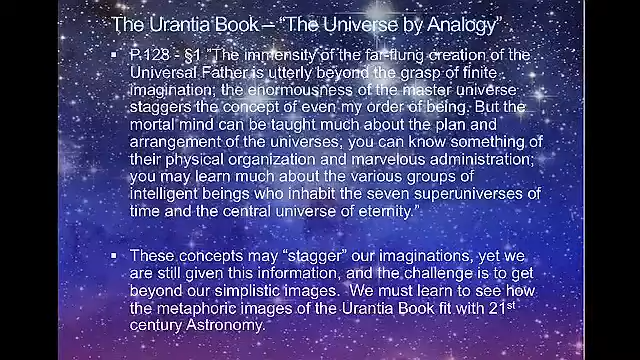 The Urantia Book – “The Universe by Analogy”
▪ P.128 - §1 “The immensity of the far-flung creation of the
Universal Father is utterly beyond the grasp of finite
imagination; the enormousness of the master universe
staggers the concept of even my order of being. But the
mortal mind can be taught much about the plan and
arrangement of the universes; you can know something of
their physical organization and marvelous administration;
you may learn much about the various groups of
intelligent beings who inhabit the seven superuniverses of
time and the central universe of eternity.”
▪ These concepts may “stagger” our imaginations, yet we
are still given this information, and the challenge is to get
beyond our simplistic images. We must learn to see how
the metaphoric images of the Urantia Book fit with 21st
century Astronomy.